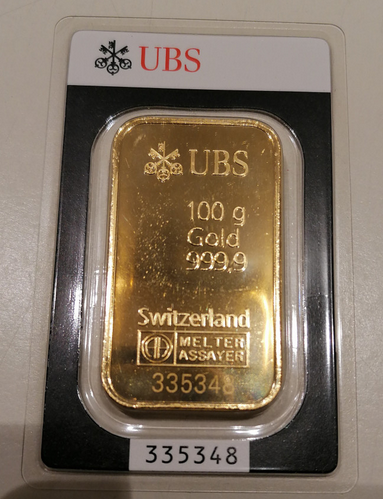 UBS
UBS
100 g
Gold
999,9
Switzerland
MELTER
ASSAYER
335348
335348